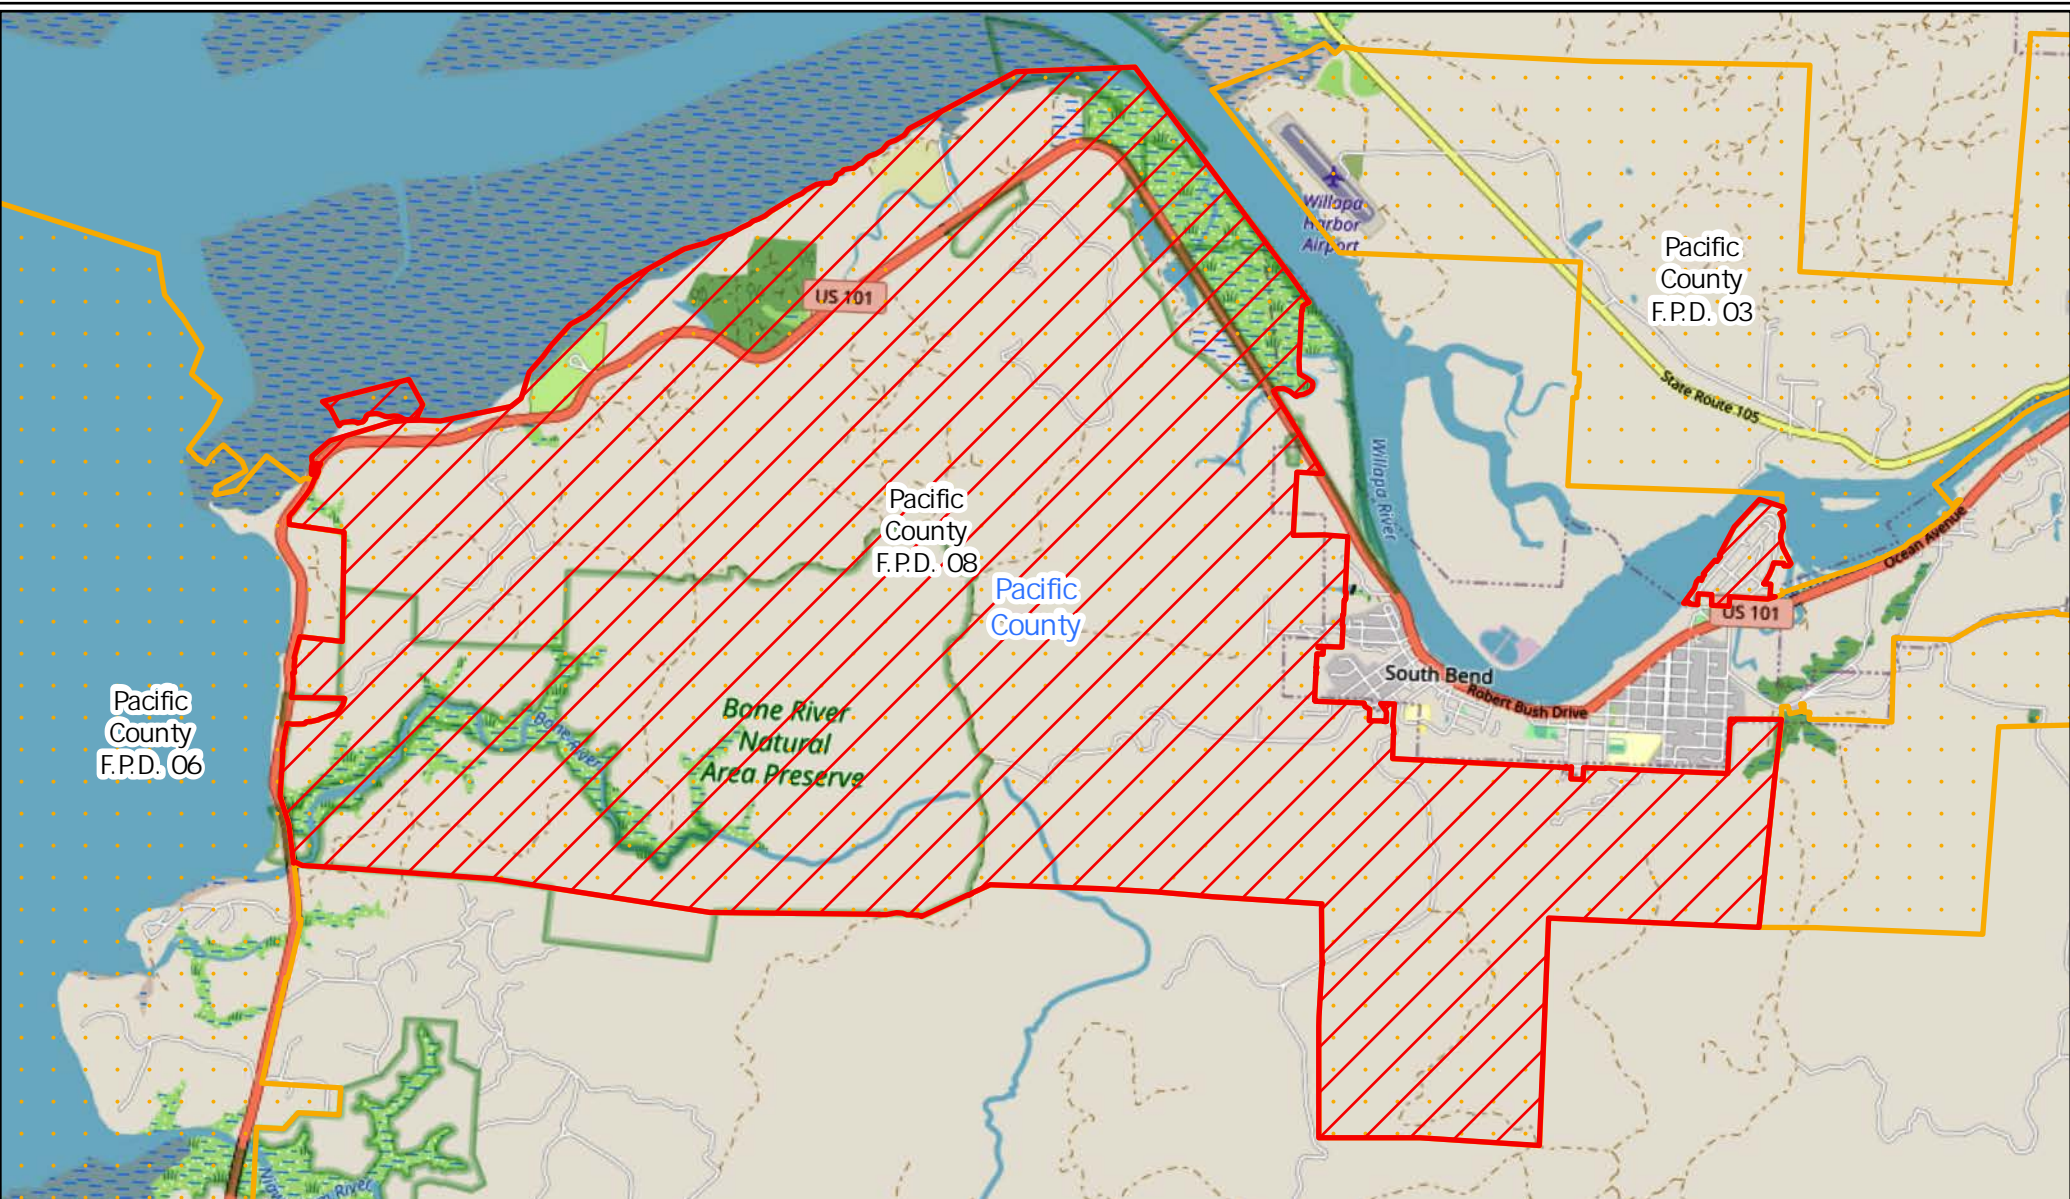 Willapa
Harbor
Airport
Pacific
County
F.P.D. 03
US 101
State Route 105
Willapa River
Pacific
County
F.P.D. 08
Pacific
County
Ocean Avenue
US 101
South Bend
Robert Bush Drive
Pacific
County
F.P.D. 06
Bone River
Bone River
Natural
Area Preserve
River